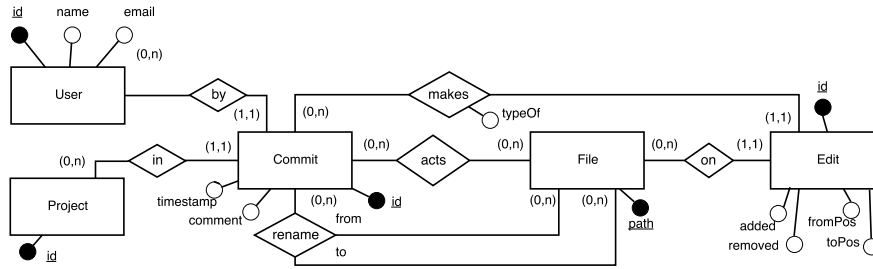 id name email
(0,n)
User
by
(1,1)
(0,n)
makes
typeOf
id
(1,1)
(0,n)
in
(1,1)
Commit
(0,n)
acts
(0,n)
File
(0,n)
on
(1,1)
Edit
Project
id
timestamp
comment
(0,n)
id
from
rename
to
(0,n)
(0,n)
path
added
removed
fromPos
toPos